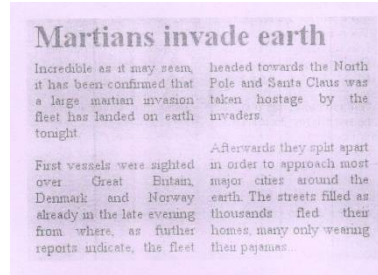 Martians invade earth
Incredible as it may seem,
it has been confirmed that
a large martian invasion
fleet has landed on earth
tonight.
First vessels were sighted
over Great Britain,
Denmark and Norway
already in the late evening
from where, as further
reports indicate, the fleet
headed towards the North
Pole and Santa Claus was
taken hostage by the
invaders.
Afterwards they split apart
in order to approach most
major cities around the
earth. The streets filled as
thousands fled their
homes, many only wearing
their pajamas...